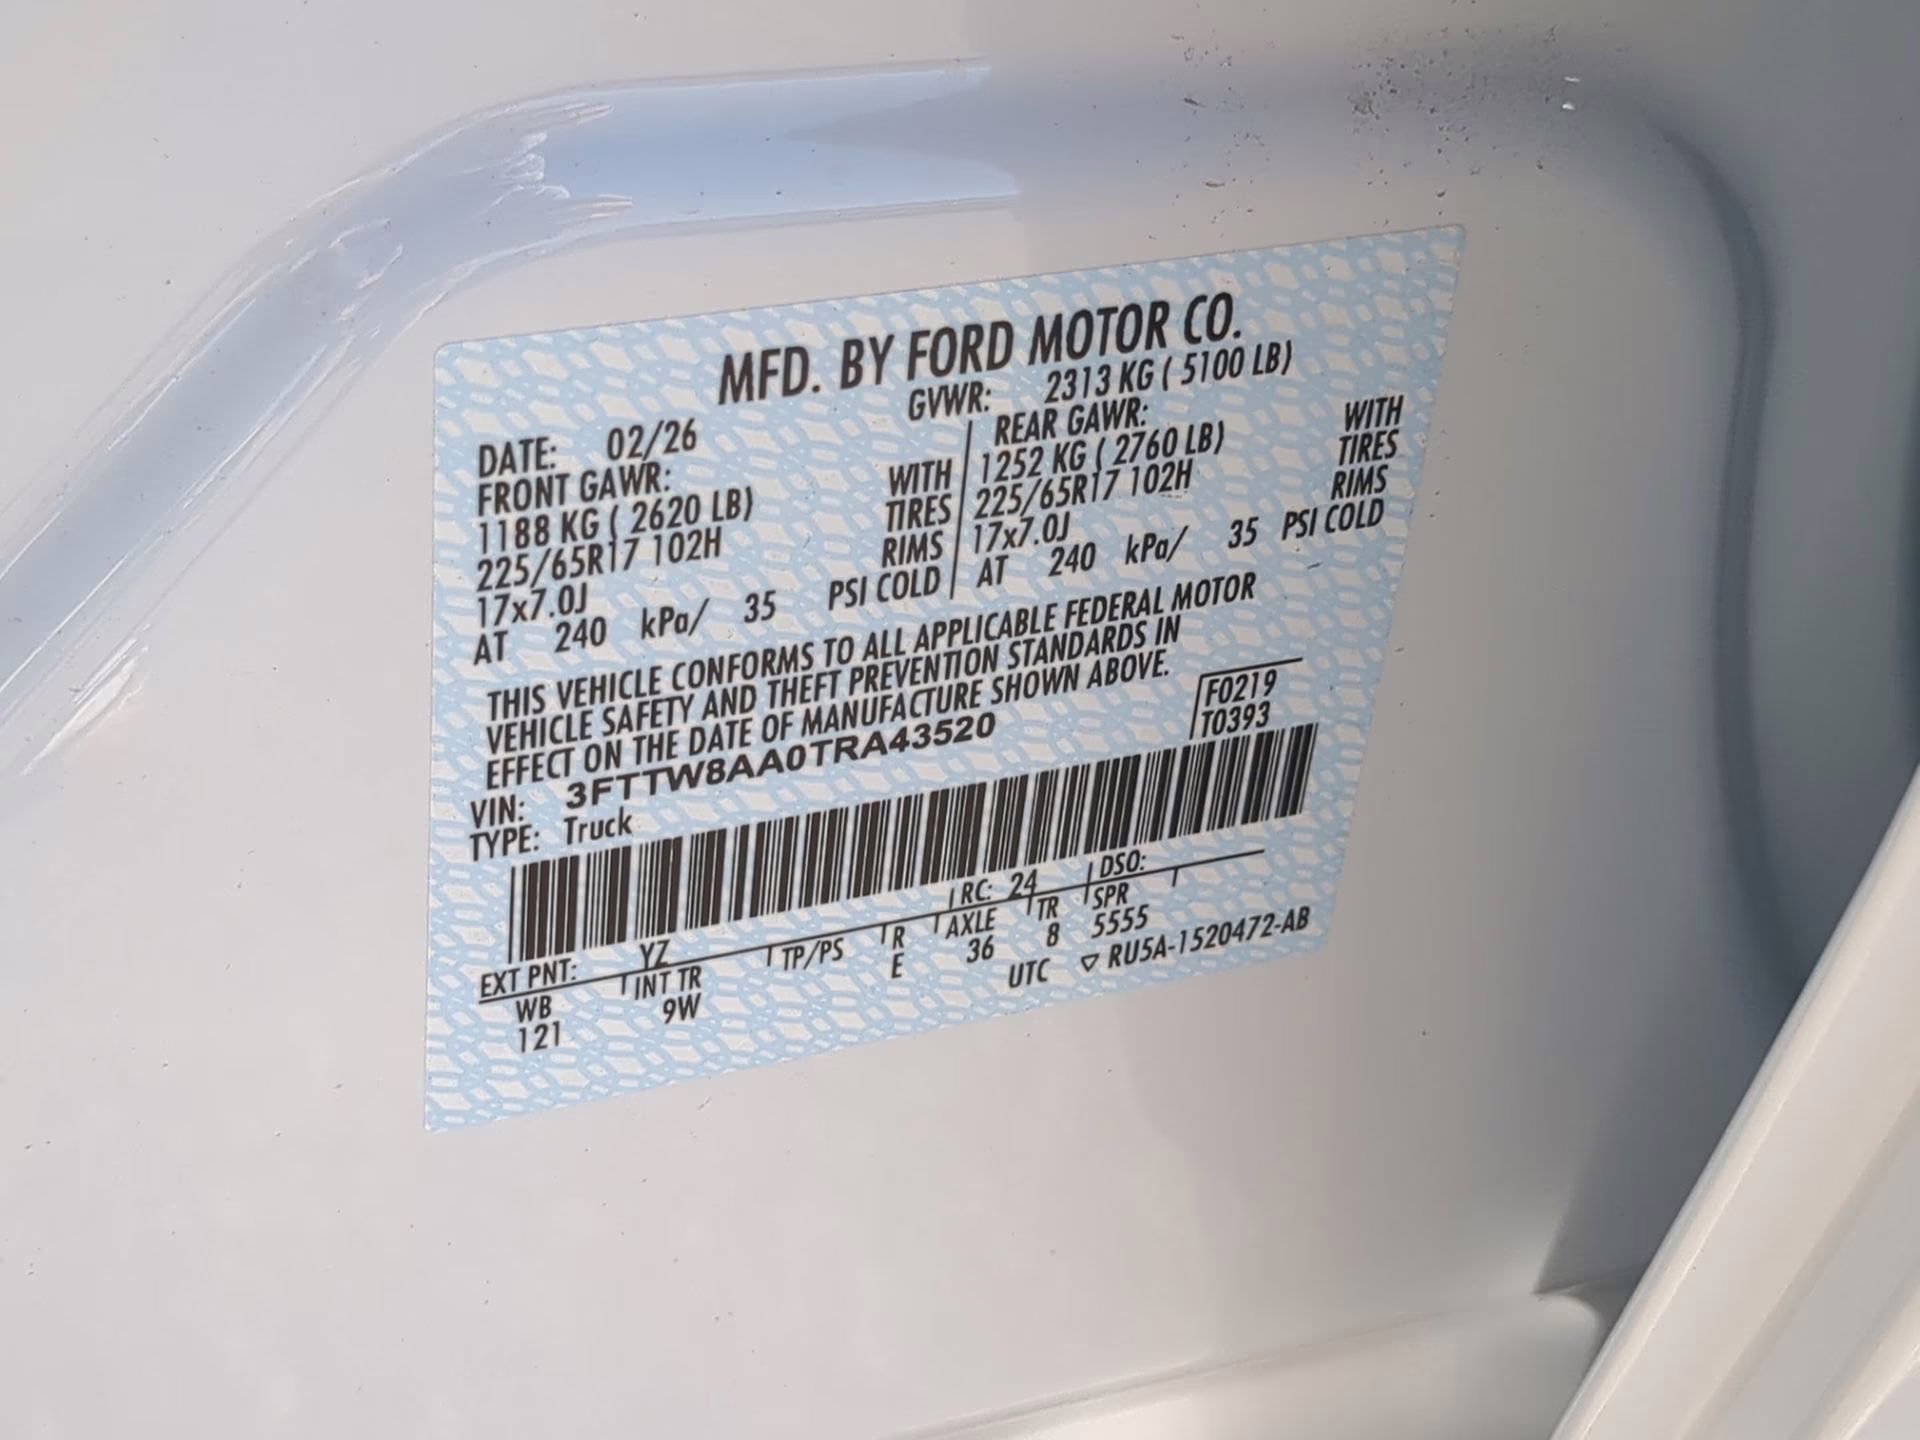 MFD. BY FORD MOTOR CO.
DATE: 02/26 GVWR: 2313 KG ( 5100 LB)
FRONT GAWR: REAR GAWR:
1188 KG ( 2620 LB) WITH 1252 KG ( 2760 LB) WITH
225/65R17 102H TIRES 225/65R17 102H TIRES
17x7.0J RIMS 17x7.0J RIMS
AT 240 kPa/ 35 PSI COLD AT 240 kPa/ 35 PSI COLD
THIS VEHICLE CONFORMS TO ALL APPLICABLE FEDERAL MOTOR
VEHICLE SAFETY AND THEFT PREVENTION STANDARDS IN
EFFECT ON THE DATE OF MANUFACTURE SHOWN ABOVE.
VIN: 3FTTW8AA0TRA43520 F0219
TYPE: Truck T0393
EXT PNT: YZ RC: 24 DSO:
WB INT TR TP/PS R AXLE TR SPR
121 9W E 36 8 5555
UTC ▽ RU5A-1520472-AB